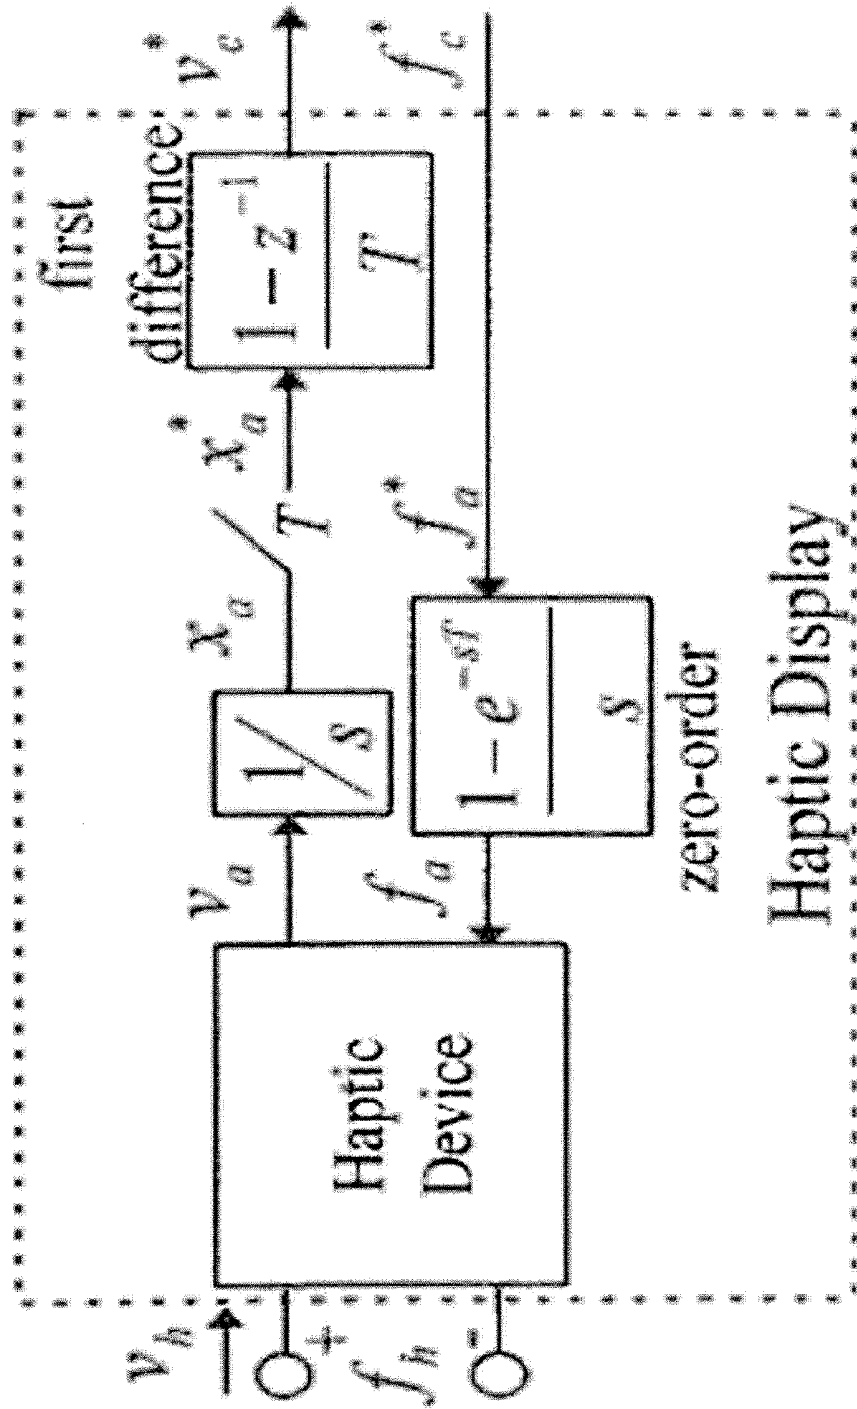 first
difference
v_h
+
f_h
-
Haptic
Device
v_a
1/s
x_a
T
x_a^*
1 - z^{-1}
T
v_c^*
f_a
1 - e^{-sT}
s
f_a^*
f_c^*
zero-order
Haptic Display